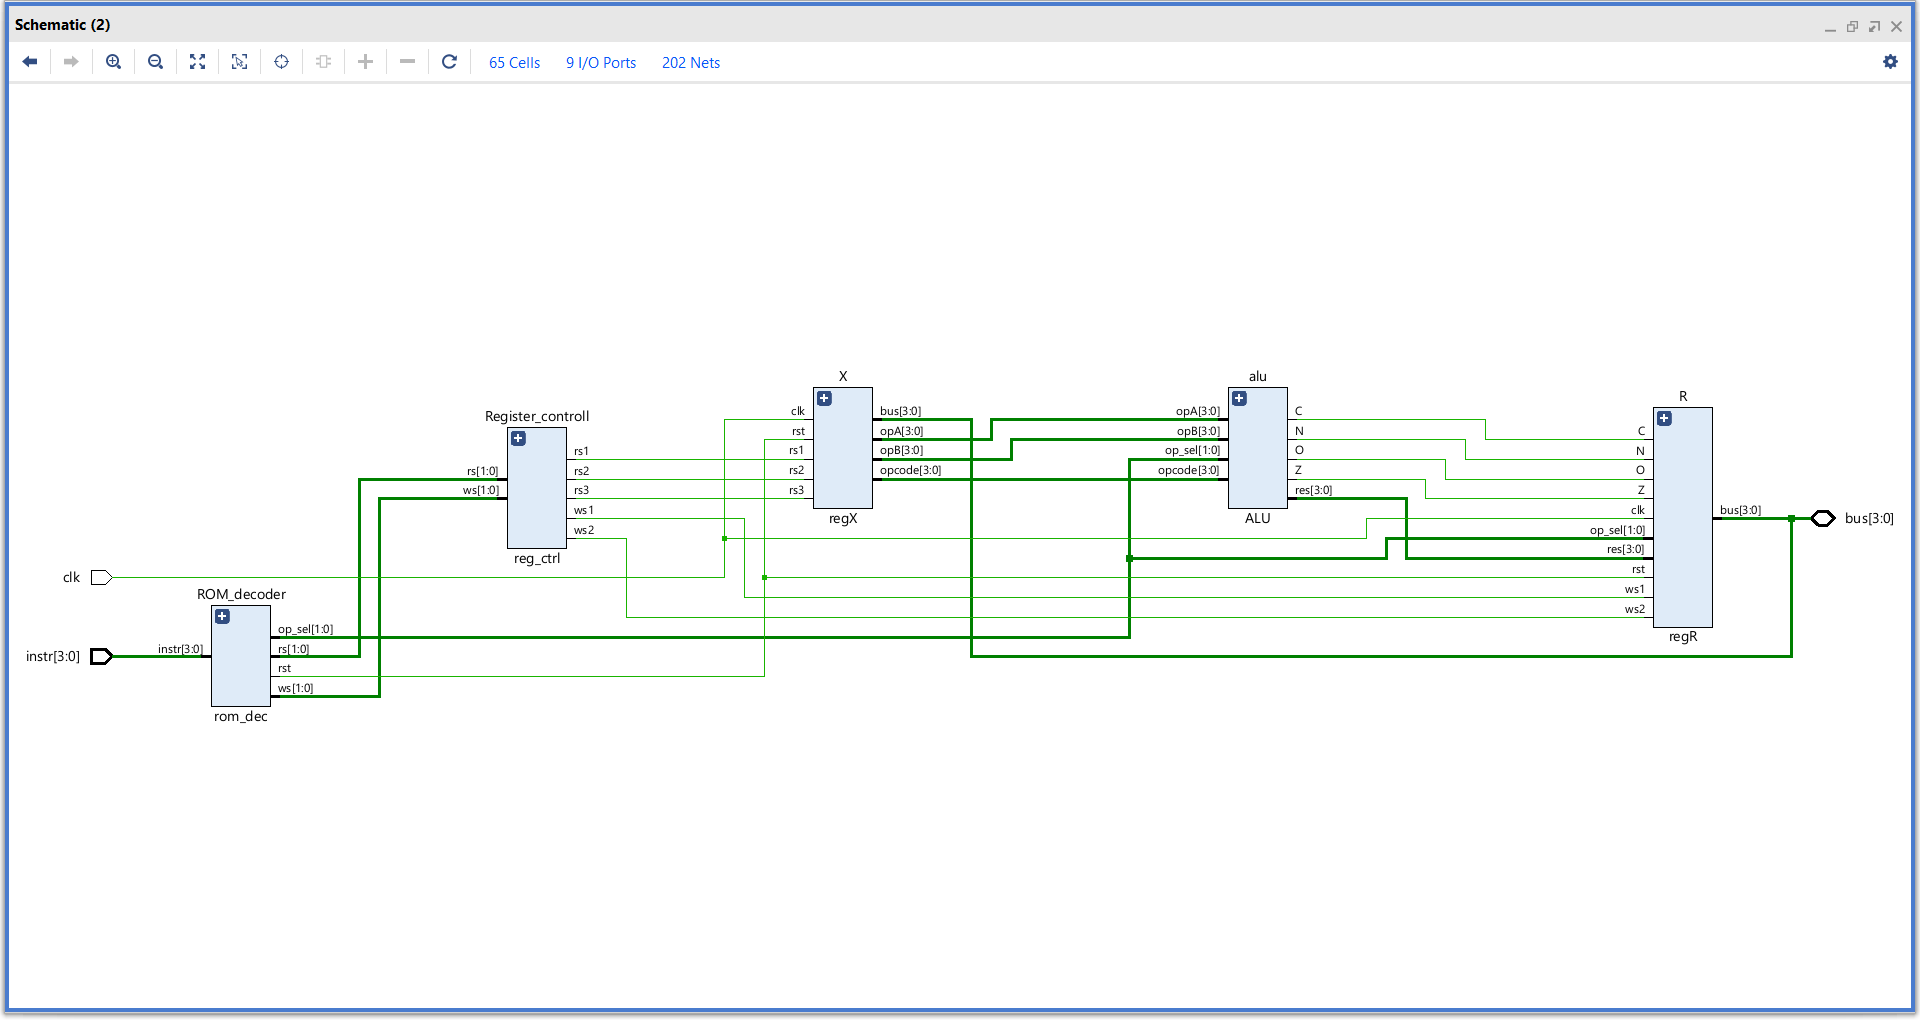 Schematic (2)
65 Cells 9 I/O Ports 202 Nets
clk
instr[3:0]
ROM_decoder
instr[3:0]
op_sel[1:0]
rs[1:0]
rst
ws[1:0]
rom_dec
Register_controll
rs[1:0]
ws[1:0]
rs1
rs2
rs3
ws1
ws2
reg_ctrl
X
clk
rst
rs1
rs2
rs3
bus[3:0]
opA[3:0]
opB[3:0]
opcode[3:0]
regX
alu
opA[3:0]
opB[3:0]
op_sel[1:0]
opcode[3:0]
C
N
O
Z
res[3:0]
ALU
R
C
N
O
Z
clk
op_sel[1:0]
res[3:0]
rst
ws1
ws2
bus[3:0]
regR
bus[3:0]